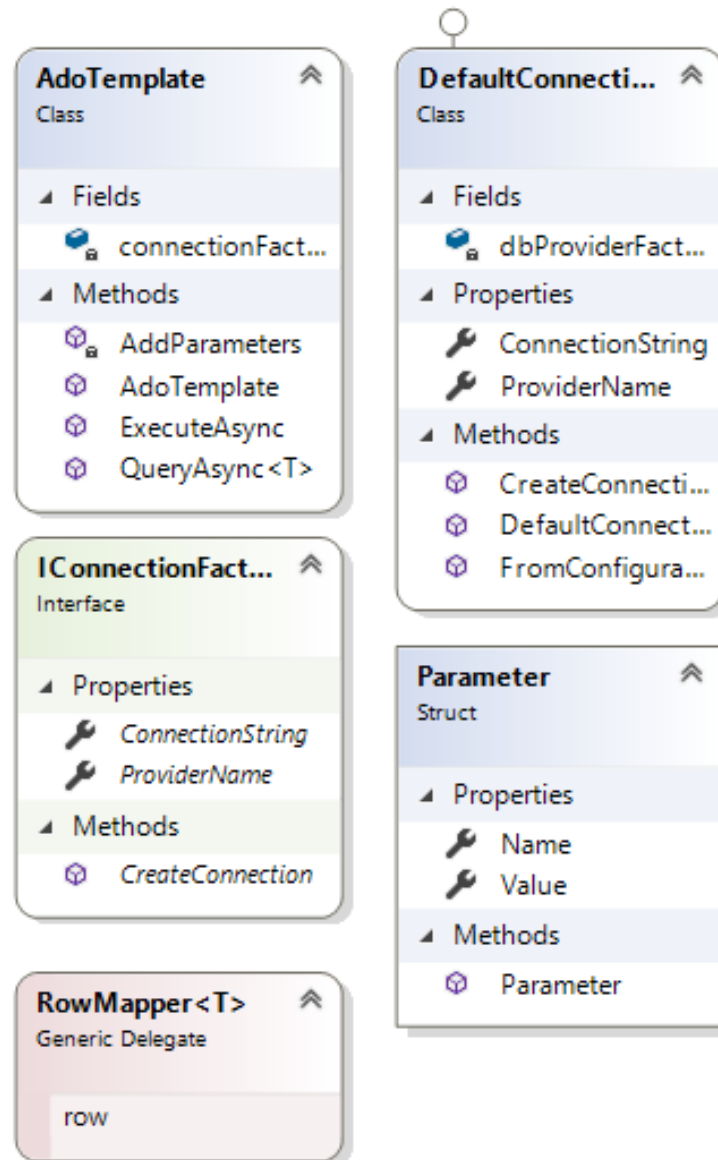 AdoTemplate
Class
Fields
connectionFact...
Methods
AddParameters
AdoTemplate
ExecuteAsync
QueryAsync<T>
IConnectionFact...
Interface
Properties
ConnectionString
ProviderName
Methods
CreateConnection
RowMapper<T>
Generic Delegate
row
DefaultConnecti...
Class
Fields
dbProviderFact...
Properties
ConnectionString
ProviderName
Methods
CreateConnecti...
DefaultConnect...
FromConfigura...
Parameter
Struct
Properties
Name
Value
Methods
Parameter